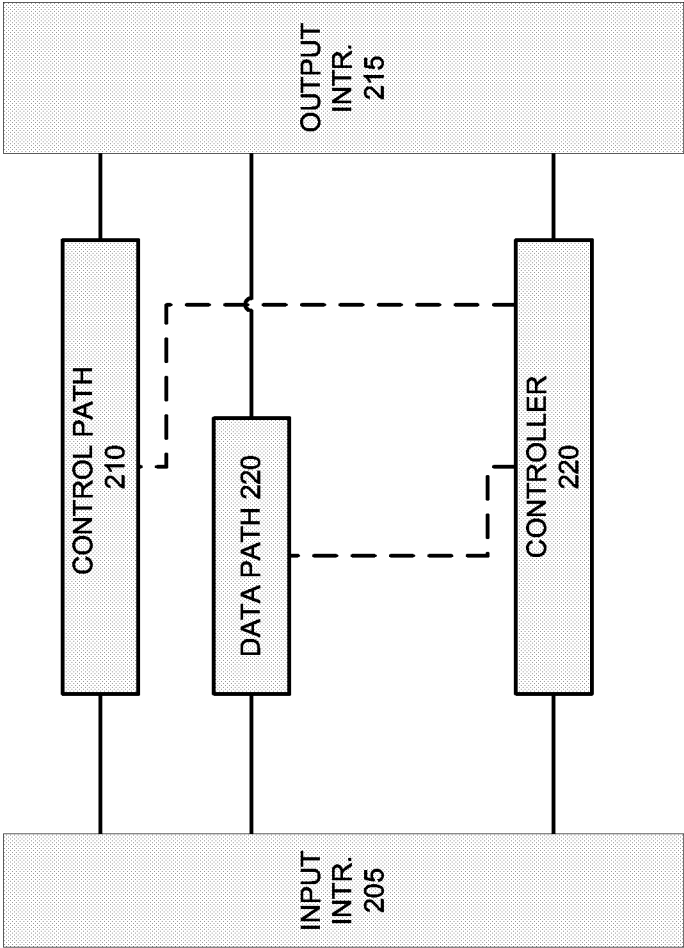 INPUT
INTR.
205
CONTROL PATH
210
DATA PATH 220
CONTROLLER
220
OUTPUT
INTR.
215